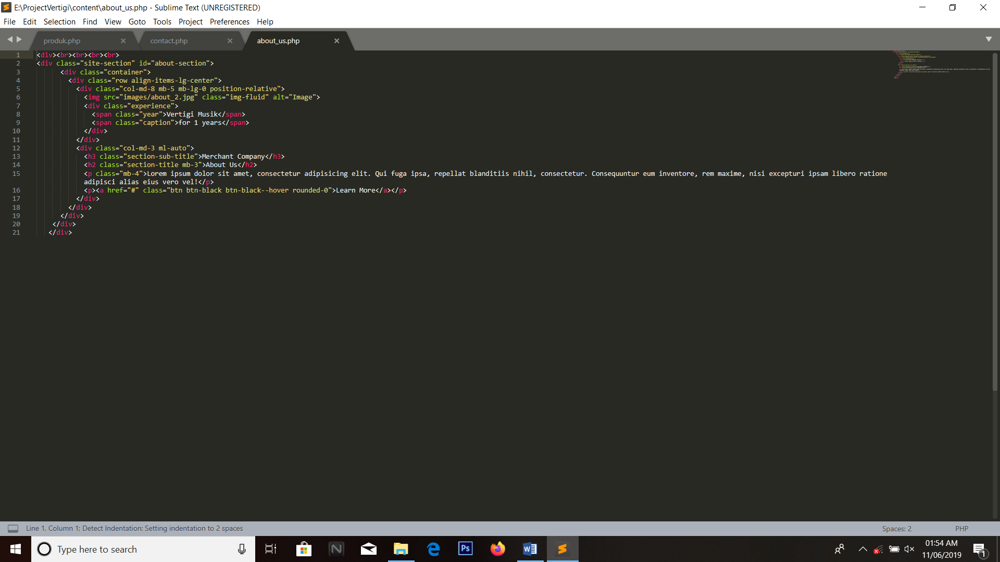 E:\ProjectVertigi\content\about_us.php - Sublime Text (UNREGISTERED)
File Edit Selection Find View Goto Tools Project Preferences Help
produk.php contact.php about_us.php
1 <div><br><br><br><br>
2 <div class="site-section" id="about-section">
3 <div class="container">
4 <div class="row align-items-lg-center">
5 <div class="col-md-8 mb-5 mb-lg-0 position-relative">
6 <img src="images/about_2.jpg" class="img-fluid" alt="Image">
7 <div class="experience">
8 <span class="year">Vertigi Musik</span>
9 <span class="caption">for 1 years</span>
10 </div>
11 </div>
12 <div class="col-md-3 ml-auto">
13 <h3 class="section-sub-title">Merchant Company</h3>
14 <h2 class="section-title mb-3">About Us</h2>
15 <p class="mb-4">Lorem ipsum dolor sit amet, consectetur adipisicing elit. Qui fuga ipsa, repellat blanditiis nihil, consectetur. Consequuntur eum inventore, rem maxime, nisi excepturi ipsam libero ratione
adipisci alias eius vero vel!</p>
16 <p><a href="#" class="btn btn-black btn-black--hover rounded-0">Learn More</a></p>
17 </div>
18 </div>
19 </div>
20 </div>
21 </div>
Line 1, Column 1; Detect Indentation: Setting indentation to 2 spaces
Spaces: 2 PHP
Type here to search
Ps
01:54 AM
11/06/2019
1